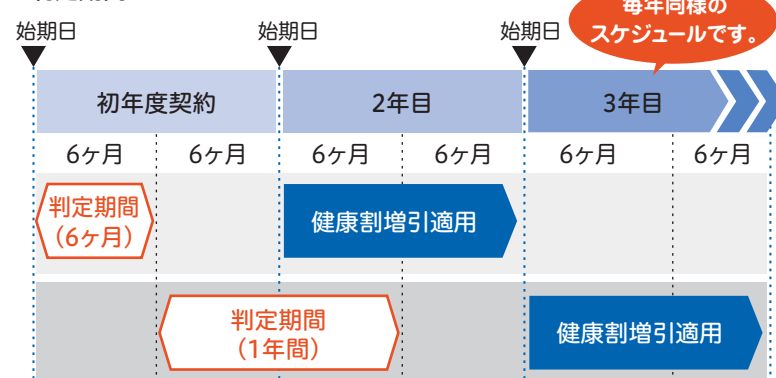 毎年同様の
スケジュールです。
始期日
始期日
始期日
初年度契約
2年目
3年目
6ヶ月
6ヶ月
6ヶ月
6ヶ月
6ヶ月
6ヶ月
判定期間
（6ヶ月）
健康割増引適用
判定期間
（1年間）
健康割増引適用